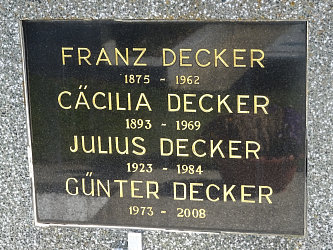 FRANZ DECKER
1875 - 1962
CÄCILIA DECKER
1893 - 1969
JULIUS DECKER
1923 - 1984
GÜNTER DECKER
1973 - 2008